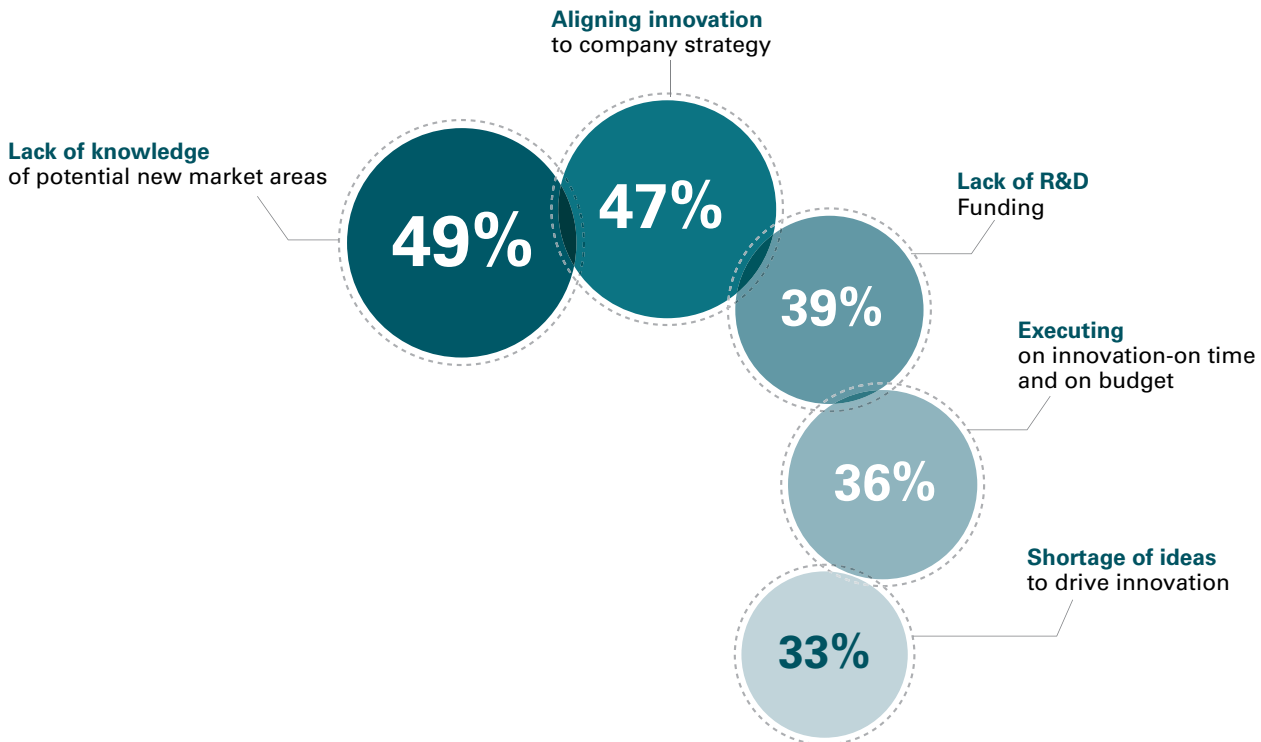 Aligning innovation
to company strategy
Lack of knowledge
of potential new market areas
49%
47%
Lack of R&D
Funding
39%
Executing
on innovation-on time
and on budget
36%
Shortage of ideas
to drive innovation
33%